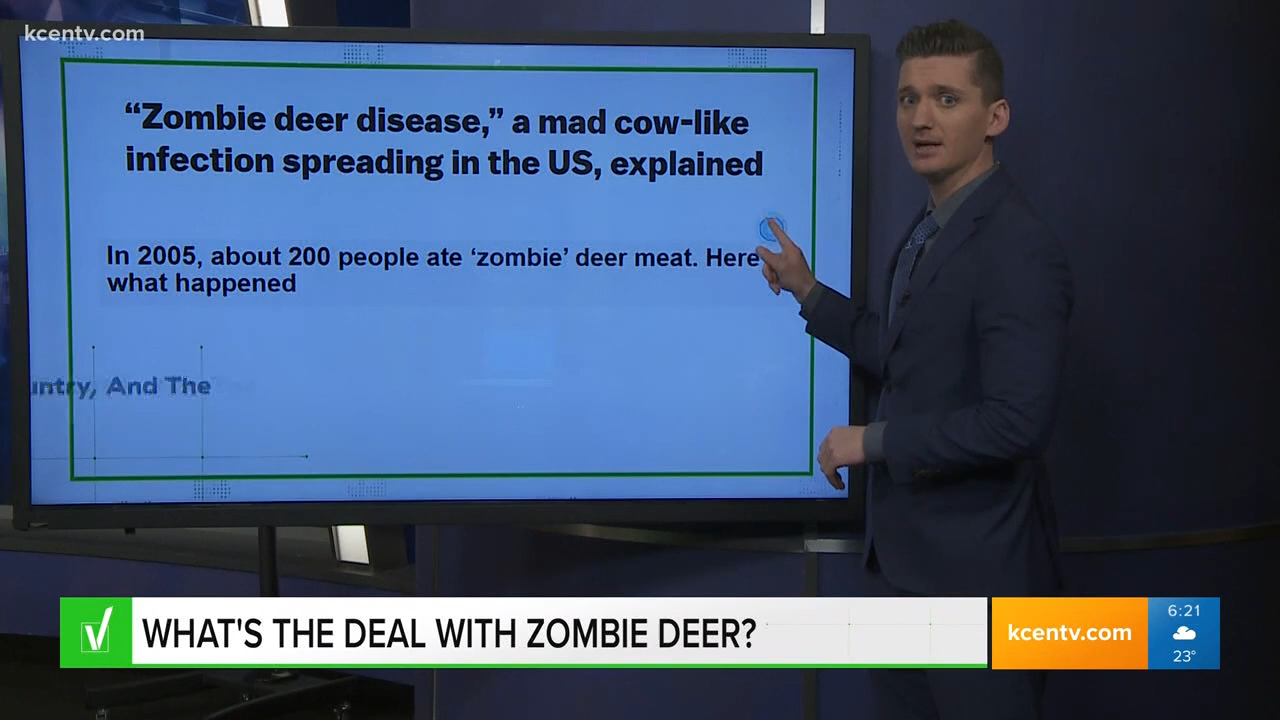 kcentv.com
“Zombie deer disease,” a mad cow-like
infection spreading in the US, explained
In 2005, about 200 people ate ‘zombie’ deer meat. Here
what happened
untry, And The
WHAT'S THE DEAL WITH ZOMBIE DEER?
kcentv.com
6:21
23°